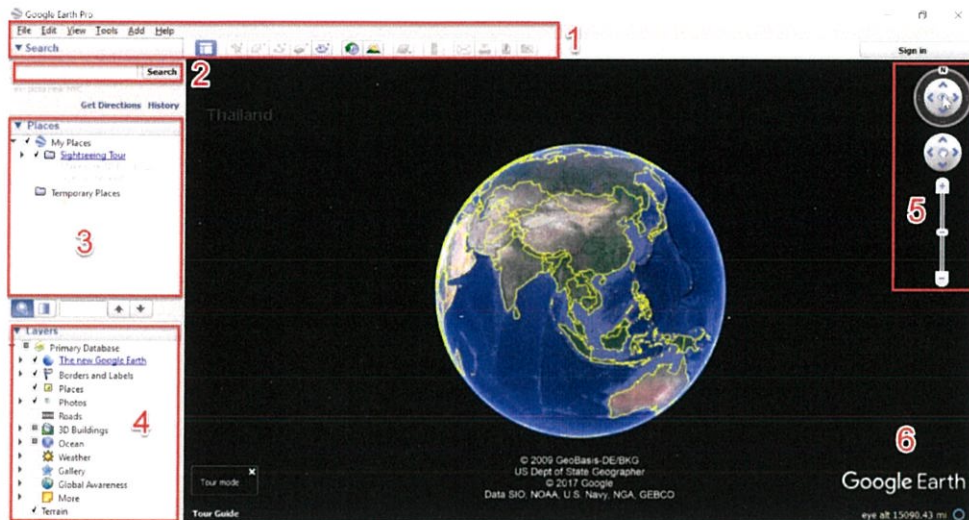 Google Earth Pro
File Edit View Tools Add Help
1
Search
Sign in
Search
2
Get Directions History
Places
My Places
Sightseeing Tour
Temporary Places
3
Thailand
N
5
Layers
Primary Database
The new Google Earth
Borders and Labels
Places
Photos
Roads
3D Buildings
Ocean
Weather
Gallery
Global Awareness
More
Terrain
4
Tour mode
Tour Guide
© 2009 GeoBasis-DE/BKG
US Dept of State Geographer
© 2017 Google
Data SIO, NOAA, U.S. Navy, NGA, GEBCO
6
Google Earth
eye alt 15090.43 mi